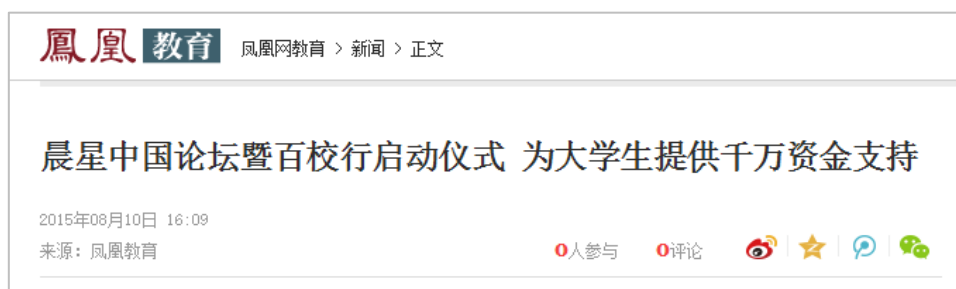 鳳凰 教育 凤凰网教育 > 新闻 > 正文
晨星中国论坛暨百校行启动仪式 为大学生提供千万资金支持
2015年08月10日 16:09
来源：凤凰教育 0人参与 0评论